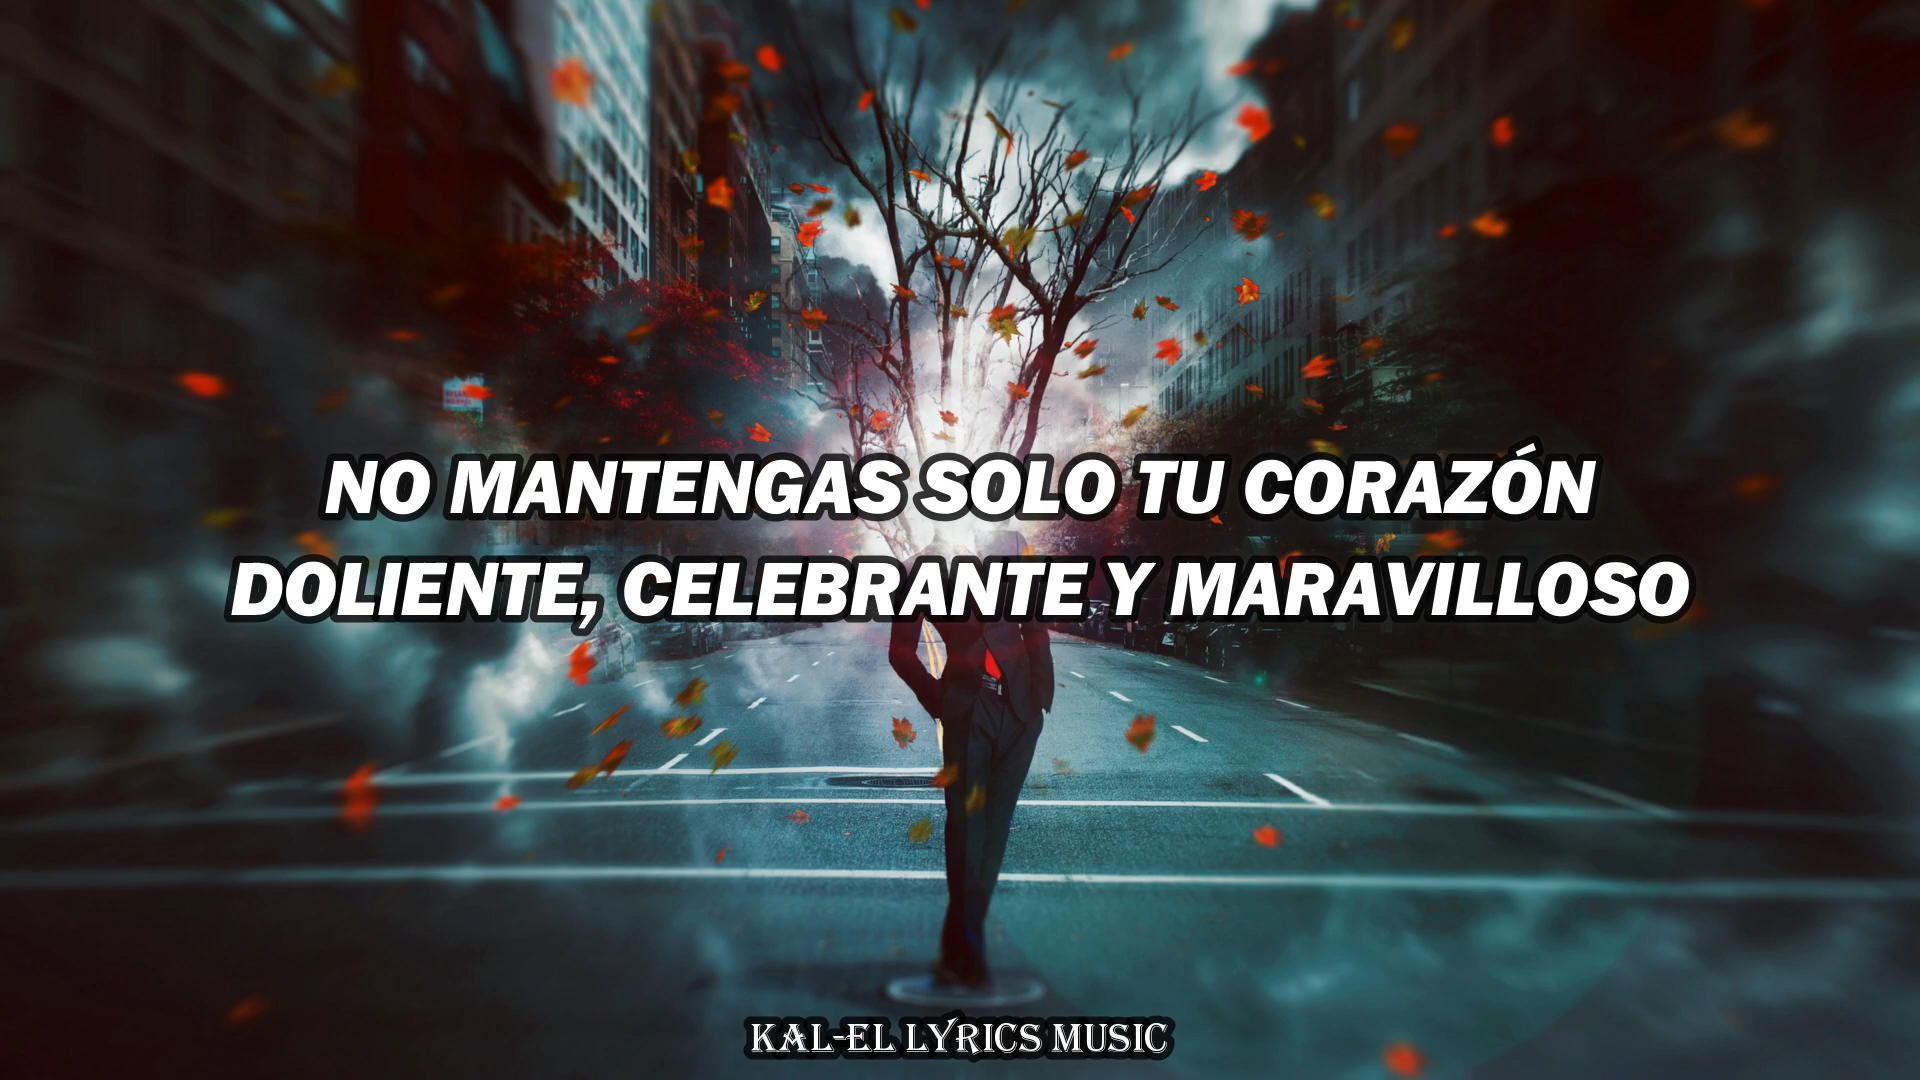 NO MANTENGAS SOLO TU CORAZÓN
DOLIENTE, CELEBRANTE Y MARAVILLOSO
KAL-EL LYRICS MUSIC